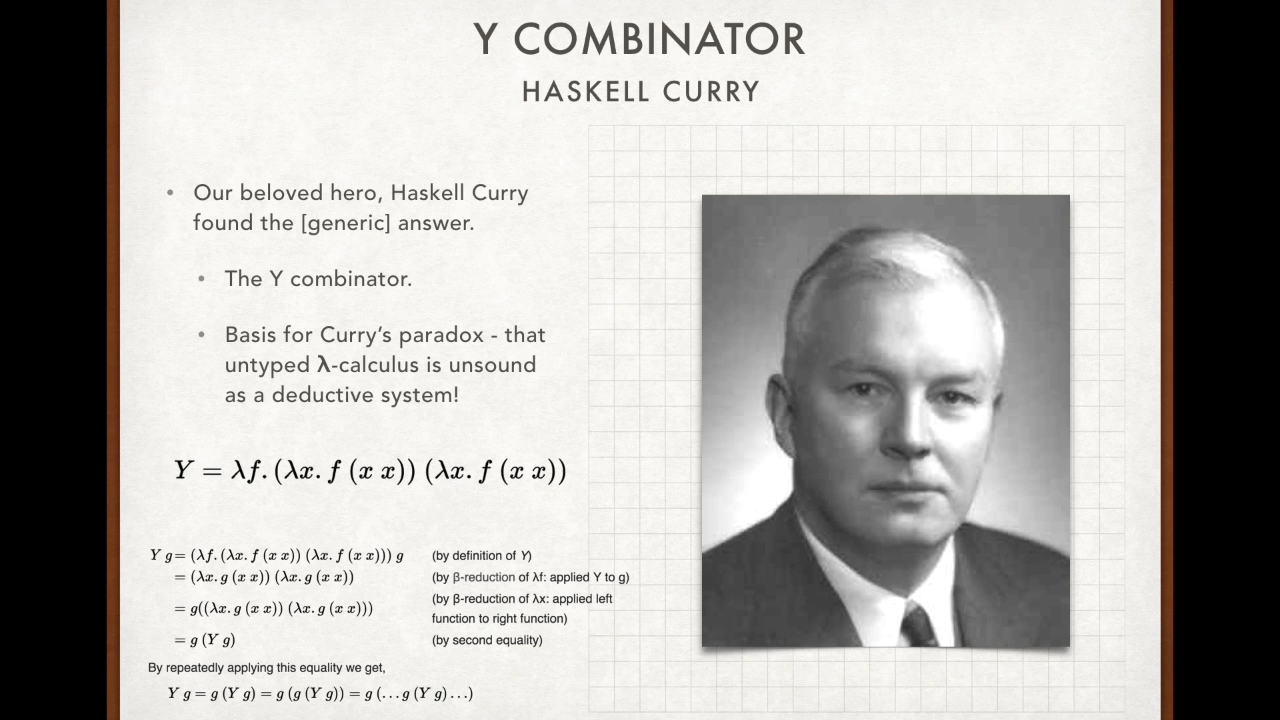 Y COMBINATOR
HASKELL CURRY
• Our beloved hero, Haskell Curry
found the [generic] answer.
• The Y combinator.
• Basis for Curry’s paradox - that
untyped λ-calculus is unsound
as a deductive system!
Y = λf. (λx. f (x x)) (λx. f (x x))
Y g = (λf. (λx. f (x x)) (λx. f (x x))) g (by definition of Y)
= (λx. g (x x)) (λx. g (x x)) (by β-reduction of λf: applied Y to g)
= g((λx. g (x x)) (λx. g (x x))) (by β-reduction of λx: applied left
function to right function)
= g (Y g) (by second equality)
By repeatedly applying this equality we get,
Y g = g (Y g) = g (g (Y g)) = g (. . . g (Y g) . . .)